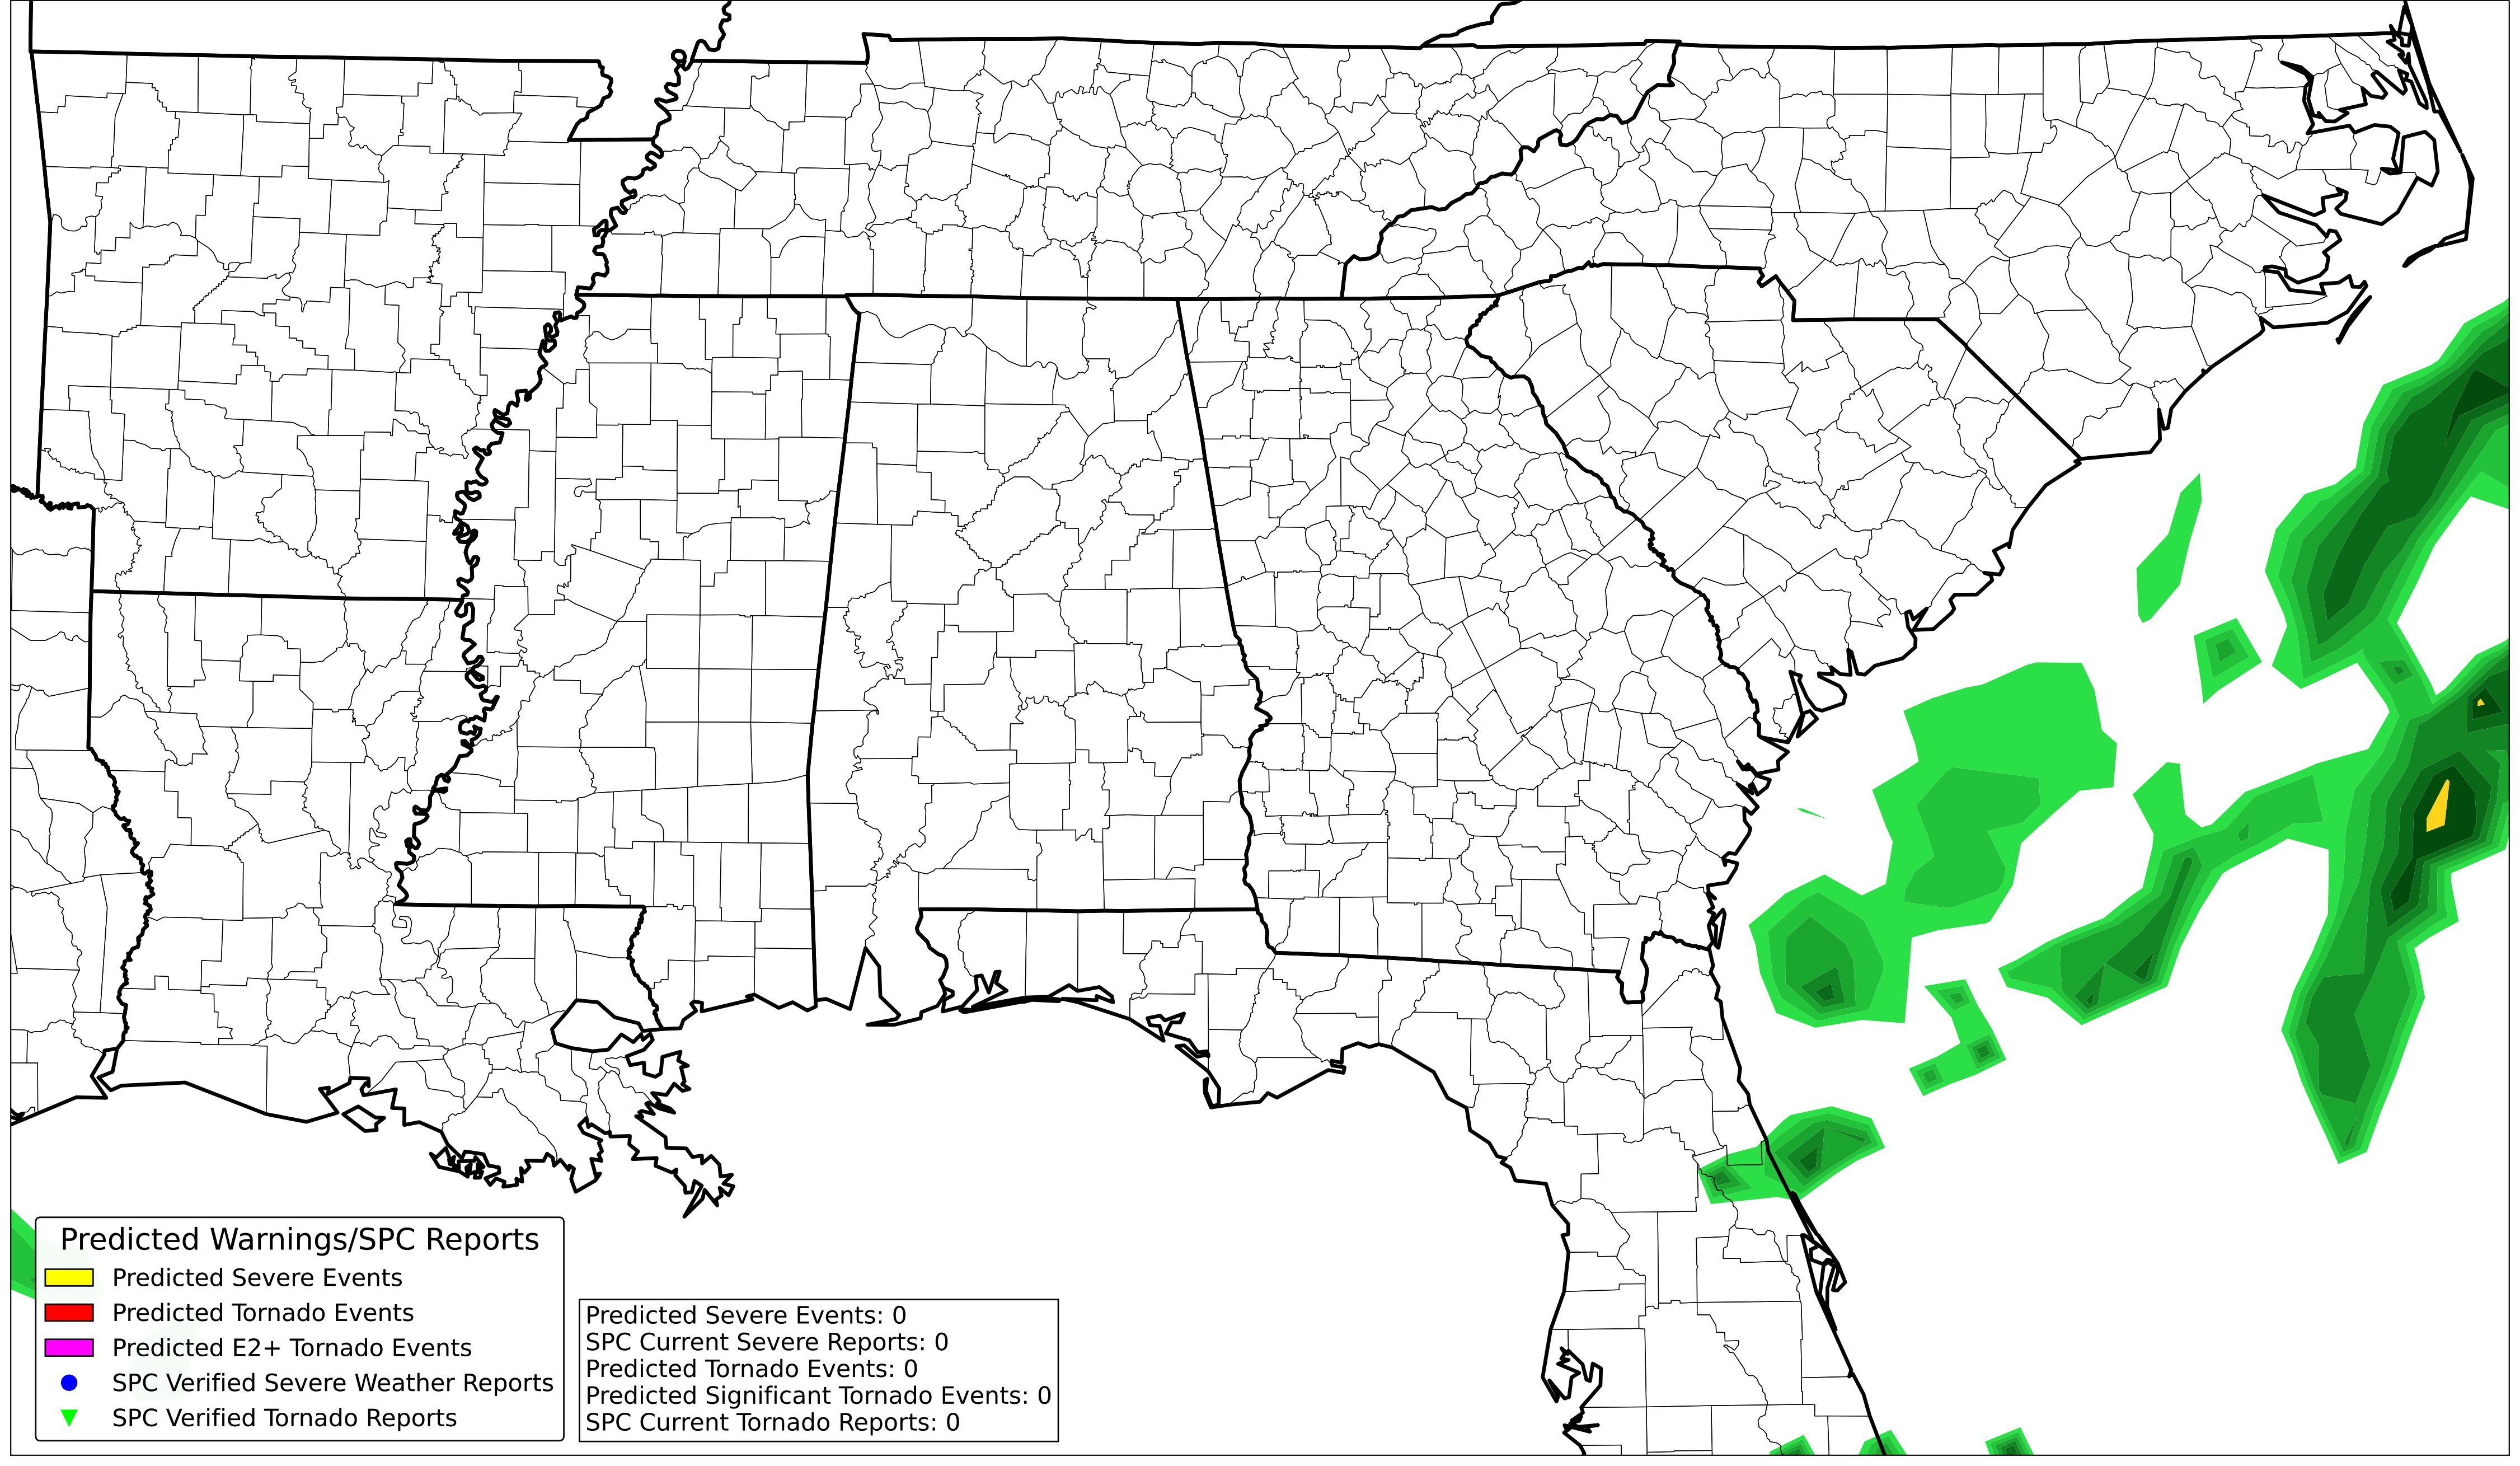 Predicted Warnings/SPC Reports
Predicted Severe Events
Predicted Tornado Events
Predicted E2+ Tornado Events
SPC Verified Severe Weather Reports
SPC Verified Tornado Reports
Predicted Severe Events: 0
SPC Current Severe Reports: 0
Predicted Tornado Events: 0
Predicted Significant Tornado Events: 0
SPC Current Tornado Reports: 0